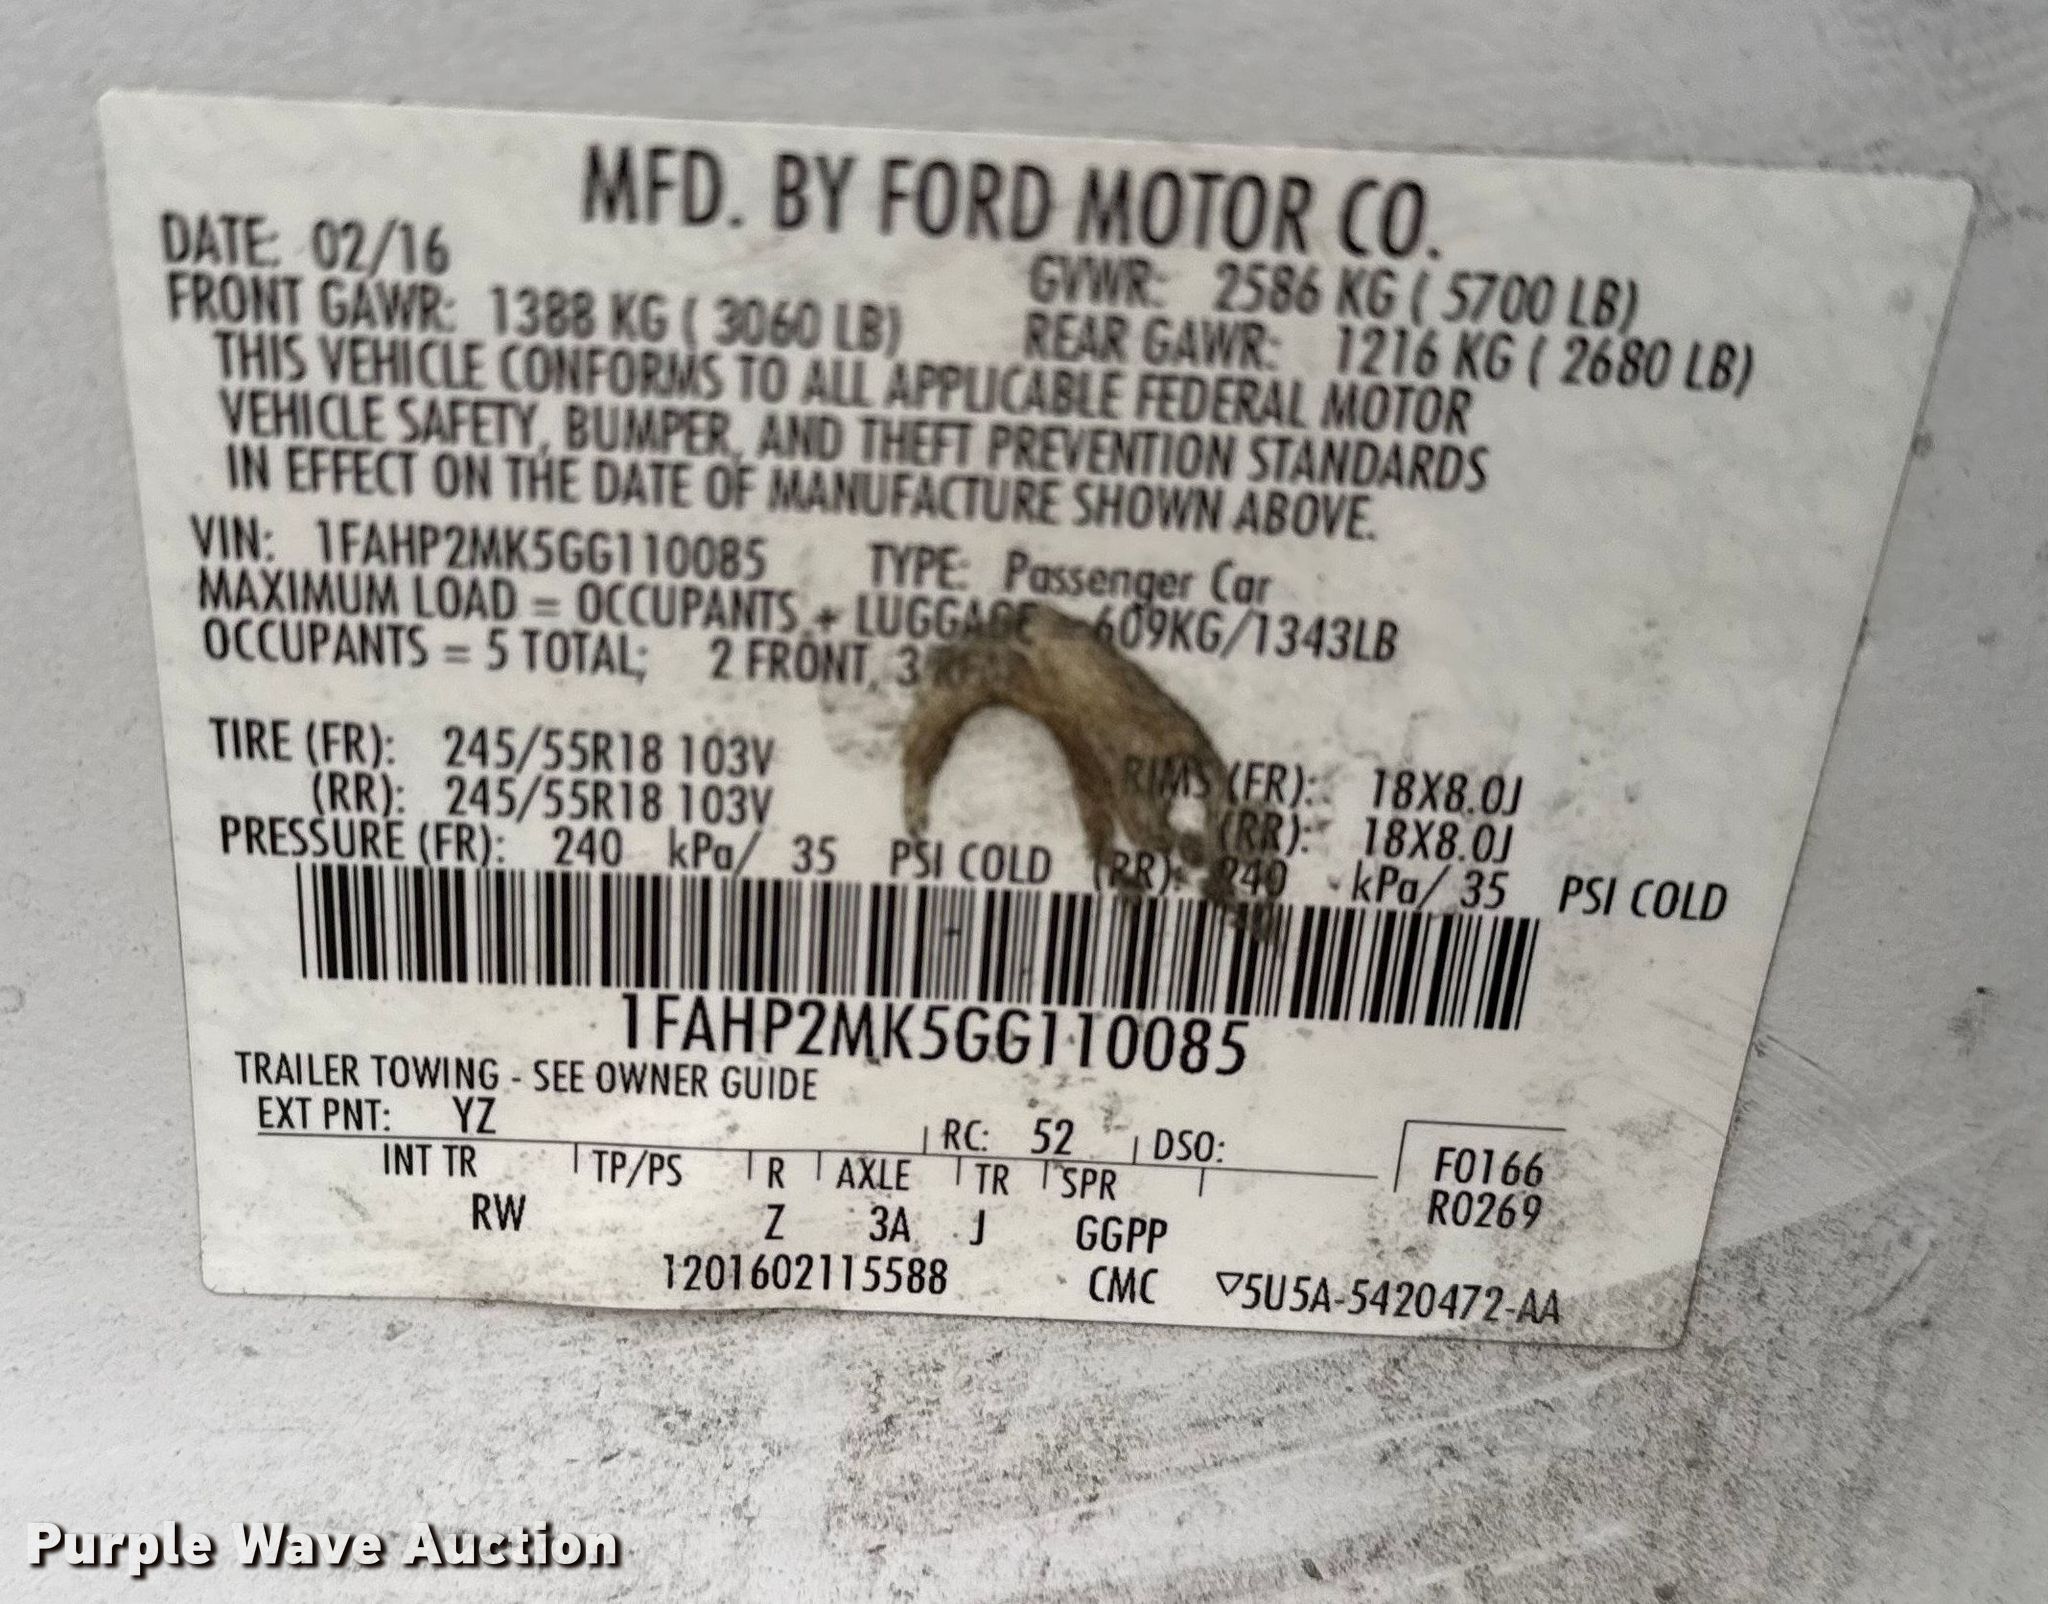 MFD. BY FORD MOTOR CO.
DATE: 02/16 GVWR: 2586 KG ( 5700 LB)
FRONT GAWR: 1388 KG ( 3060 LB) REAR GAWR: 1216 KG ( 2680 LB)
THIS VEHICLE CONFORMS TO ALL APPLICABLE FEDERAL MOTOR
VEHICLE SAFETY, BUMPER, AND THEFT PREVENTION STANDARDS
IN EFFECT ON THE DATE OF MANUFACTURE SHOWN ABOVE.
VIN: 1FAHP2MK5GG110085 TYPE: Passenger Car
MAXIMUM LOAD = OCCUPANTS + LUGGAGE 609KG/1343LB
OCCUPANTS = 5 TOTAL; 2 FRONT, 3
TIRE (FR): 245/55R18 103V RIMS (FR): 18X8.0J
(RR): 245/55R18 103V (RR): 18X8.0J
PRESSURE (FR): 240 kPa/ 35 PSI COLD (RR): 240 kPa/ 35 PSI COLD
1FAHP2MK5GG110085
TRAILER TOWING - SEE OWNER GUIDE
EXT PNT: YZ RC: 52 DSO: F0166
INT TR TP/PS R AXLE TR SPR R0269
RW Z 3A J GGPP
1201602115588 CMC ▽5U5A-5420472-AA
Purple Wave Auction